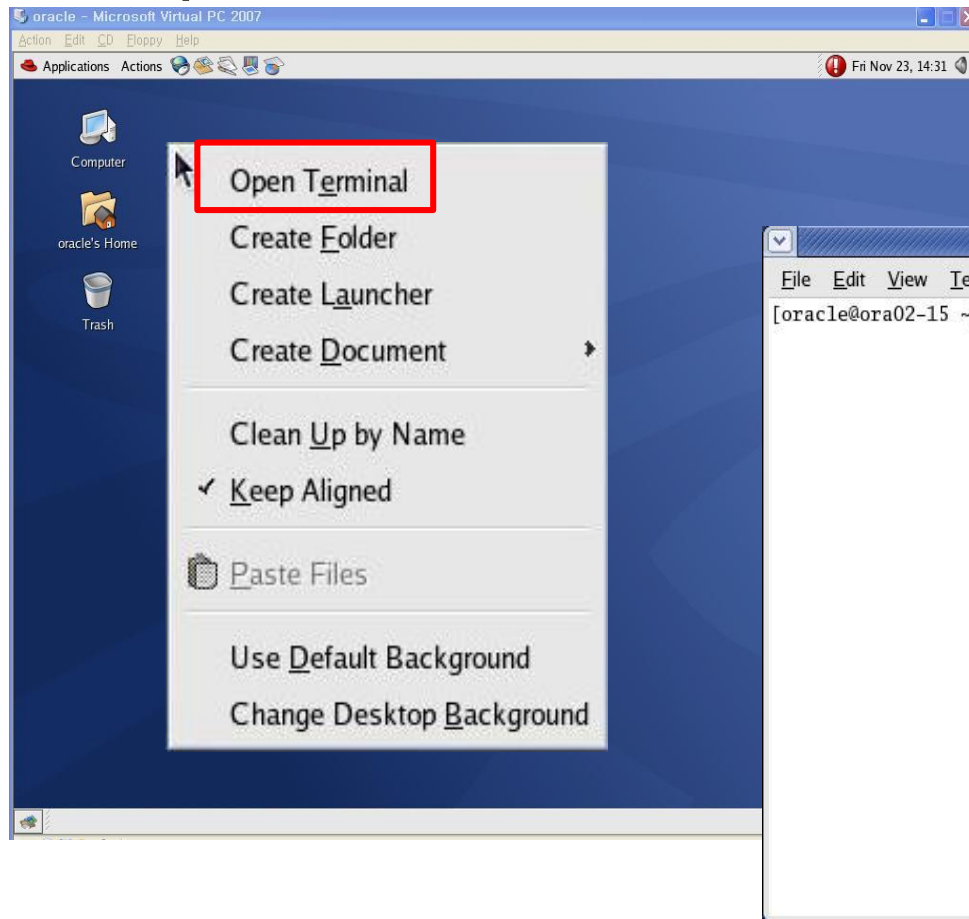 oracle - Microsoft Virtual PC 2007
Action Edit CD Floppy Help
Applications Actions
Fri Nov 23, 14:31
Computer
oracle's Home
Trash
Open Terminal
Create Folder
Create Launcher
Create Document
Clean Up by Name
Keep Aligned
Paste Files
Use Default Background
Change Desktop Background
File Edit View Te
[oracle@ora02-15 ~